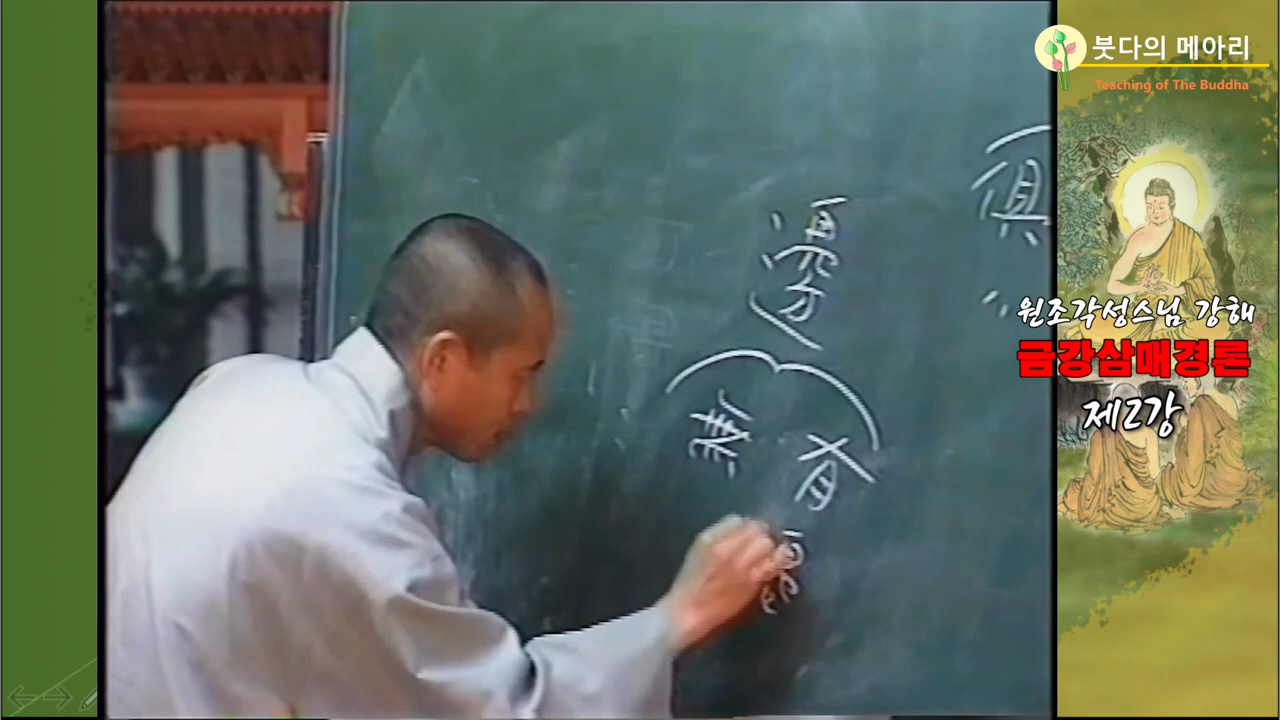 붓다의 메아리
Teaching of The Buddha
원조각성스님 강해
금강삼매경론
제2강
俱
邊
無
有